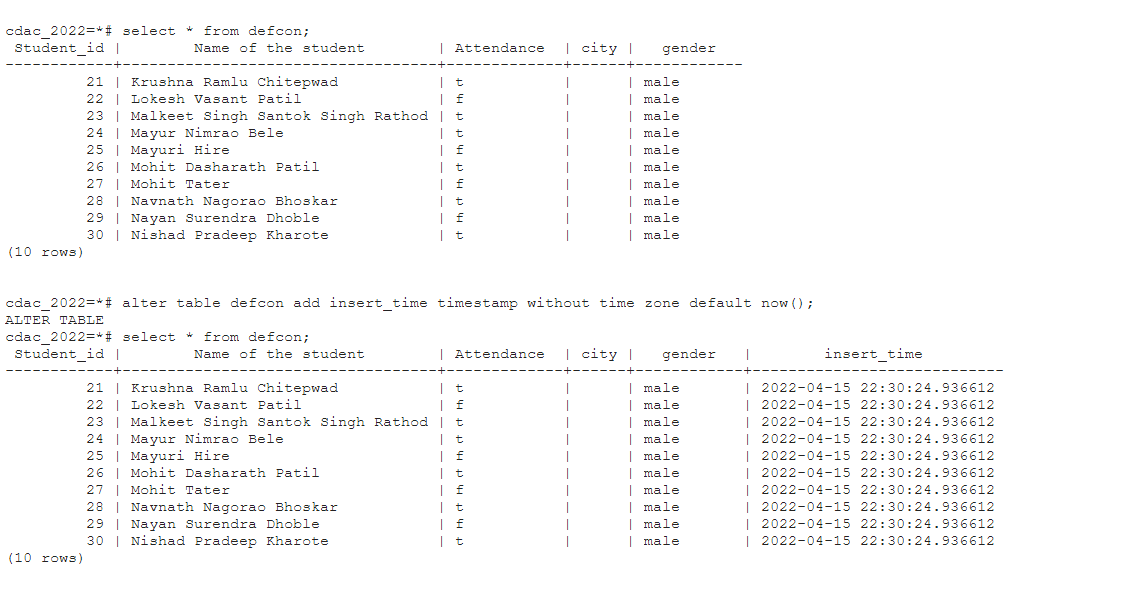 cdac_2022=*# select * from defcon;
 Student_id |        Name of the student        | Attendance  | city |   gender
------------+-----------------------------------+-------------+------+------------
         21 | Krushna Ramlu Chitepwad           | t           |      | male
         22 | Lokesh Vasant Patil               | f           |      | male
         23 | Malkeet Singh Santok Singh Rathod | t           |      | male
         24 | Mayur Nimrao Bele                 | t           |      | male
         25 | Mayuri Hire                       | f           |      | male
         26 | Mohit Dasharath Patil             | t           |      | male
         27 | Mohit Tater                       | f           |      | male
         28 | Navnath Nagorao Bhoskar           | t           |      | male
         29 | Nayan Surendra Dhoble             | f           |      | male
         30 | Nishad Pradeep Kharote            | t           |      | male
(10 rows)
cdac_2022=*# alter table defcon add insert_time timestamp without time zone default now();
ALTER TABLE
cdac_2022=*# select * from defcon;
 Student_id |        Name of the student        | Attendance  | city |   gender   |        insert_time
------------+-----------------------------------+-------------+------+------------+----------------------------
         21 | Krushna Ramlu Chitepwad           | t           |      | male       | 2022-04-15 22:30:24.936612
         22 | Lokesh Vasant Patil               | f           |      | male       | 2022-04-15 22:30:24.936612
         23 | Malkeet Singh Santok Singh Rathod | t           |      | male       | 2022-04-15 22:30:24.936612
         24 | Mayur Nimrao Bele                 | t           |      | male       | 2022-04-15 22:30:24.936612
         25 | Mayuri Hire                       | f           |      | male       | 2022-04-15 22:30:24.936612
         26 | Mohit Dasharath Patil             | t           |      | male       | 2022-04-15 22:30:24.936612
         27 | Mohit Tater                       | f           |      | male       | 2022-04-15 22:30:24.936612
         28 | Navnath Nagorao Bhoskar           | t           |      | male       | 2022-04-15 22:30:24.936612
         29 | Nayan Surendra Dhoble             | f           |      | male       | 2022-04-15 22:30:24.936612
         30 | Nishad Pradeep Kharote            | t           |      | male       | 2022-04-15 22:30:24.936612
(10 rows)